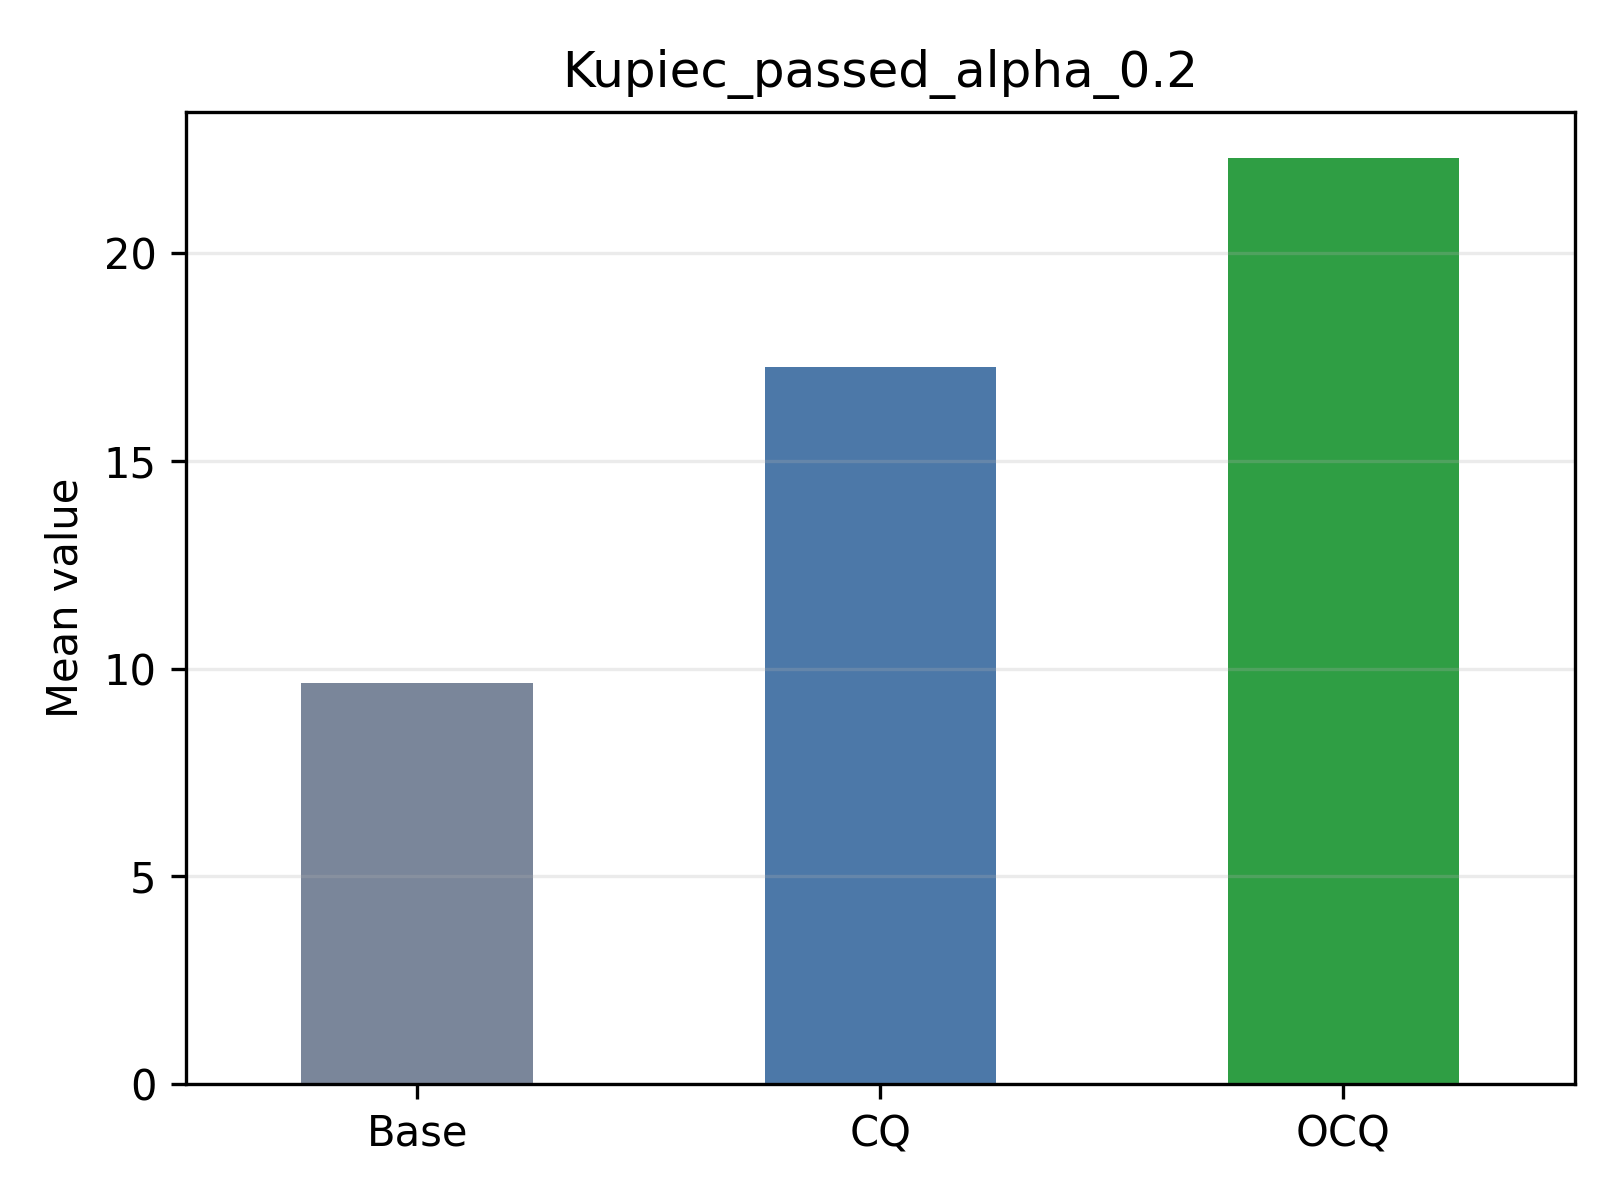 Kupiec_passed_alpha_0.2
Mean value
20
15
10
5
0
Base
CQ
OCQ